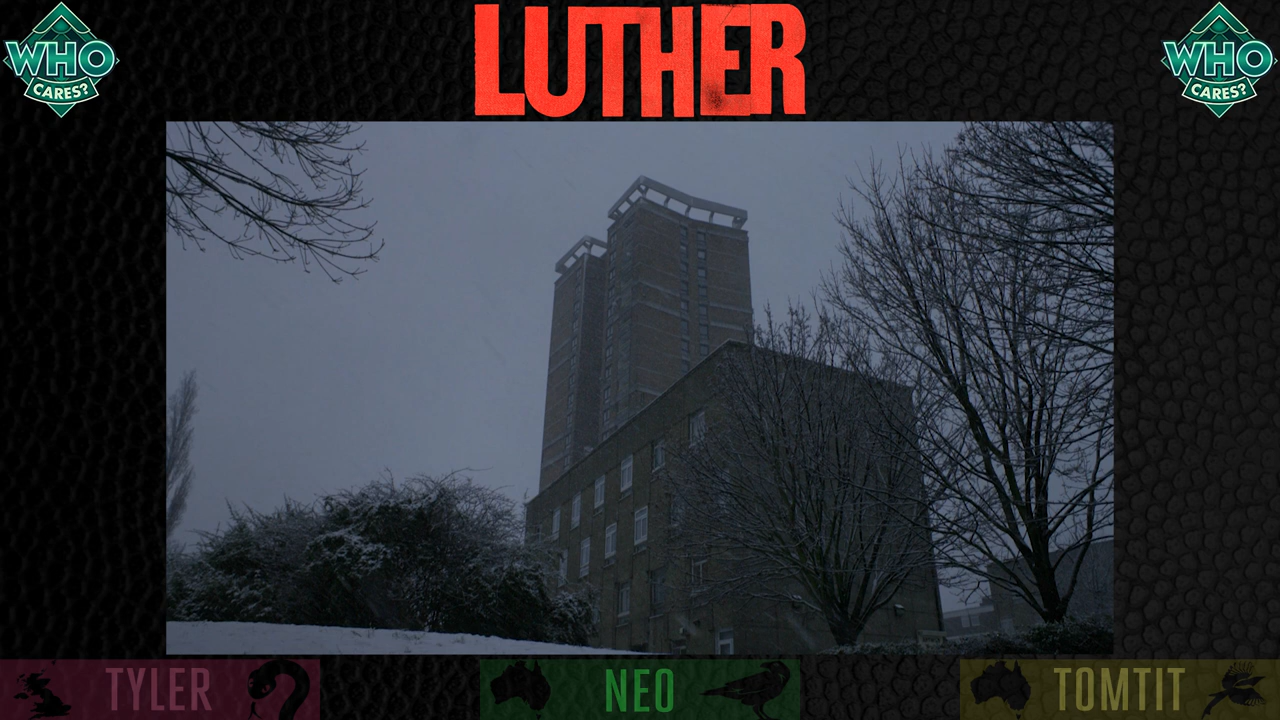 WHO
CARES?
LUTHER
WHO
CARES?
TYLER
NEO
TOMTIT